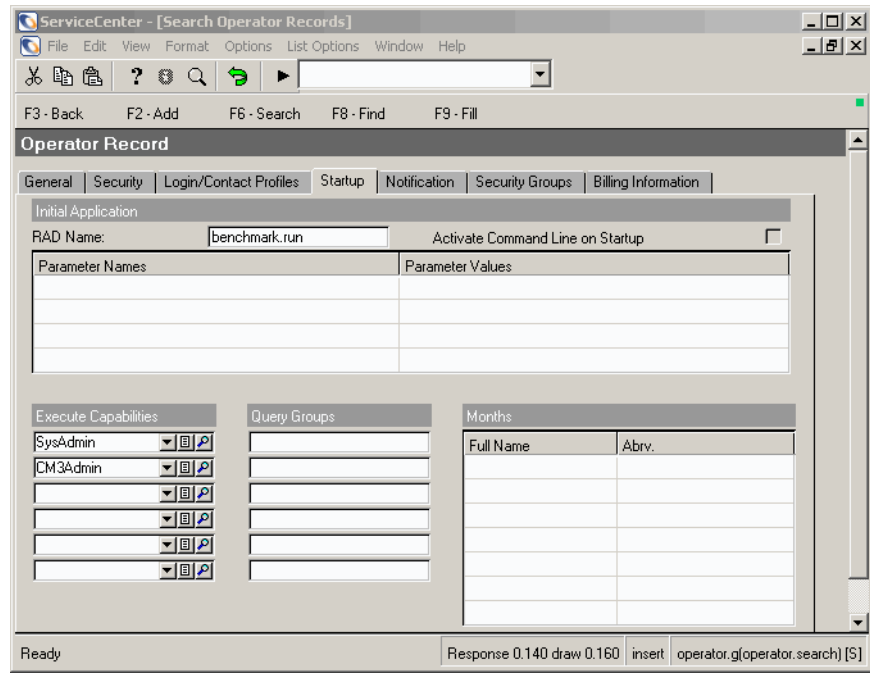 ServiceCenter - [Search Operator Records]
File Edit View Format Options List Options Window Help
F3 - Back F2 - Add F6 - Search F8 - Find F9 - Fill
Operator Record
General Security Login/Contact Profiles Startup Notification Security Groups Billing Information
Initial Application
RAD Name: benchmark.run Activate Command Line on Startup
Parameter Names Parameter Values
Execute Capabilities Query Groups Months
SysAdmin Full Name Abrv.
CM3Admin
Ready Response 0.140 draw 0.160 insert operator.g(operator.search) [S]